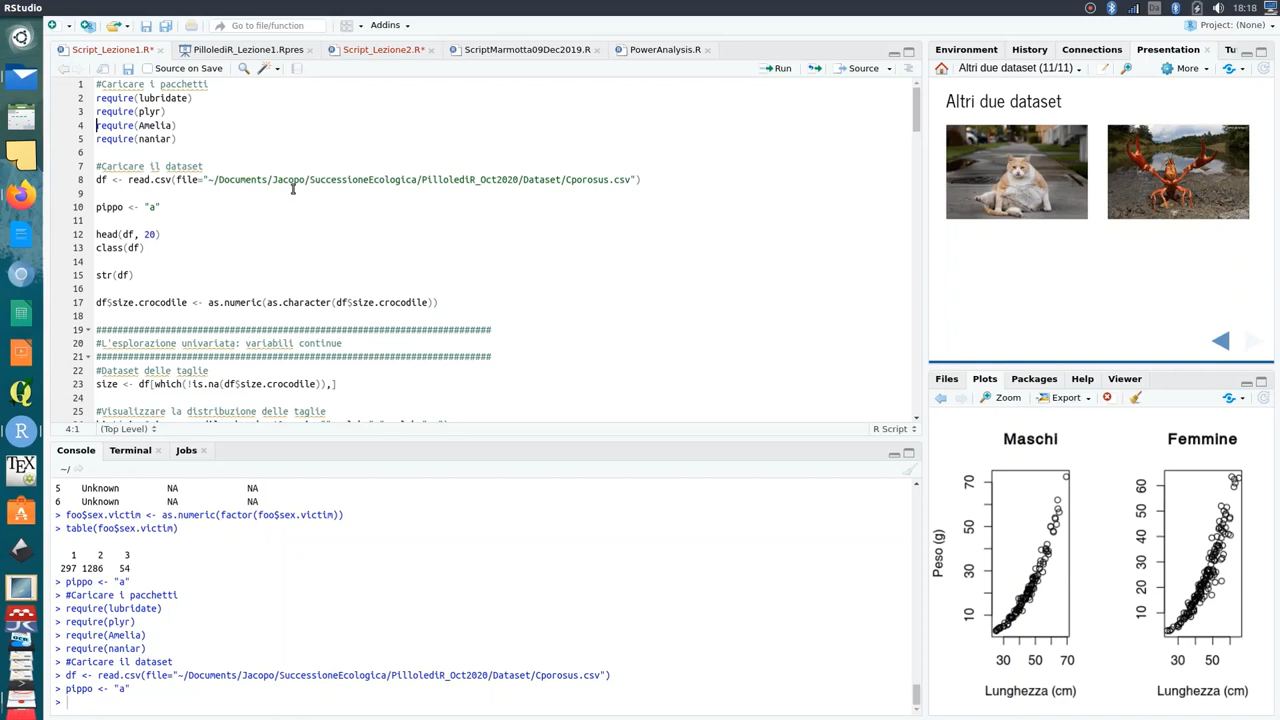 RStudio
18:18
Go to file/function
Addins
Project: (None)
Script_Lezione1.R*
PillolediR_Lezione1.Rpres
Script_Lezione2.R*
ScriptMarmotta09Dec2019.R
PowerAnalysis.R
Source on Save
Run
Source
1 #Caricare i pacchetti
2 require(lubridate)
3 require(plyr)
4 require(Amelia)
5 require(naniar)
6
7 #Caricare il dataset
8 df <- read.csv(file="~/Documents/Jacopo/SuccessioneEcologica/PillolediR_Oct2020/Dataset/Cporosus.csv")
9
10 pippo <- "a"
11
12 head(df, 20)
13 class(df)
14
15 str(df)
16
17 df$size.crocodile <- as.numeric(as.character(df$size.crocodile))
18
19 ##########################################################################
20 #L'esplorazione univariata: variabili continue
21 ##########################################################################
22 #Dataset delle taglie
23 size <- df[which(!is.na(df$size.crocodile)),]
24
25 #Visualizzare la distribuzione delle taglie
4:1
(Top Level)
R Script
Console
Terminal
Jobs
~/
5 Unknown NA NA
6 Unknown NA NA
> foo$sex.victim <- as.numeric(factor(foo$sex.victim))
> table(foo$sex.victim)
1 2 3
297 1286 54
> pippo <- "a"
> #Caricare i pacchetti
> require(lubridate)
> require(plyr)
> require(Amelia)
> require(naniar)
> #Caricare il dataset
> df <- read.csv(file="~/Documents/Jacopo/SuccessioneEcologica/PillolediR_Oct2020/Dataset/Cporosus.csv")
> pippo <- "a"
>
Environment
History
Connections
Presentation
Tu
Altri due dataset (11/11)
More
Altri due dataset
Files
Plots
Packages
Help
Viewer
Zoom
Export
Maschi
Femmine
Peso (g)
70
50
30
10
30 50 70
Lunghezza (cm)
60
50
40
30
20
10
30 50
Lunghezza (cm)